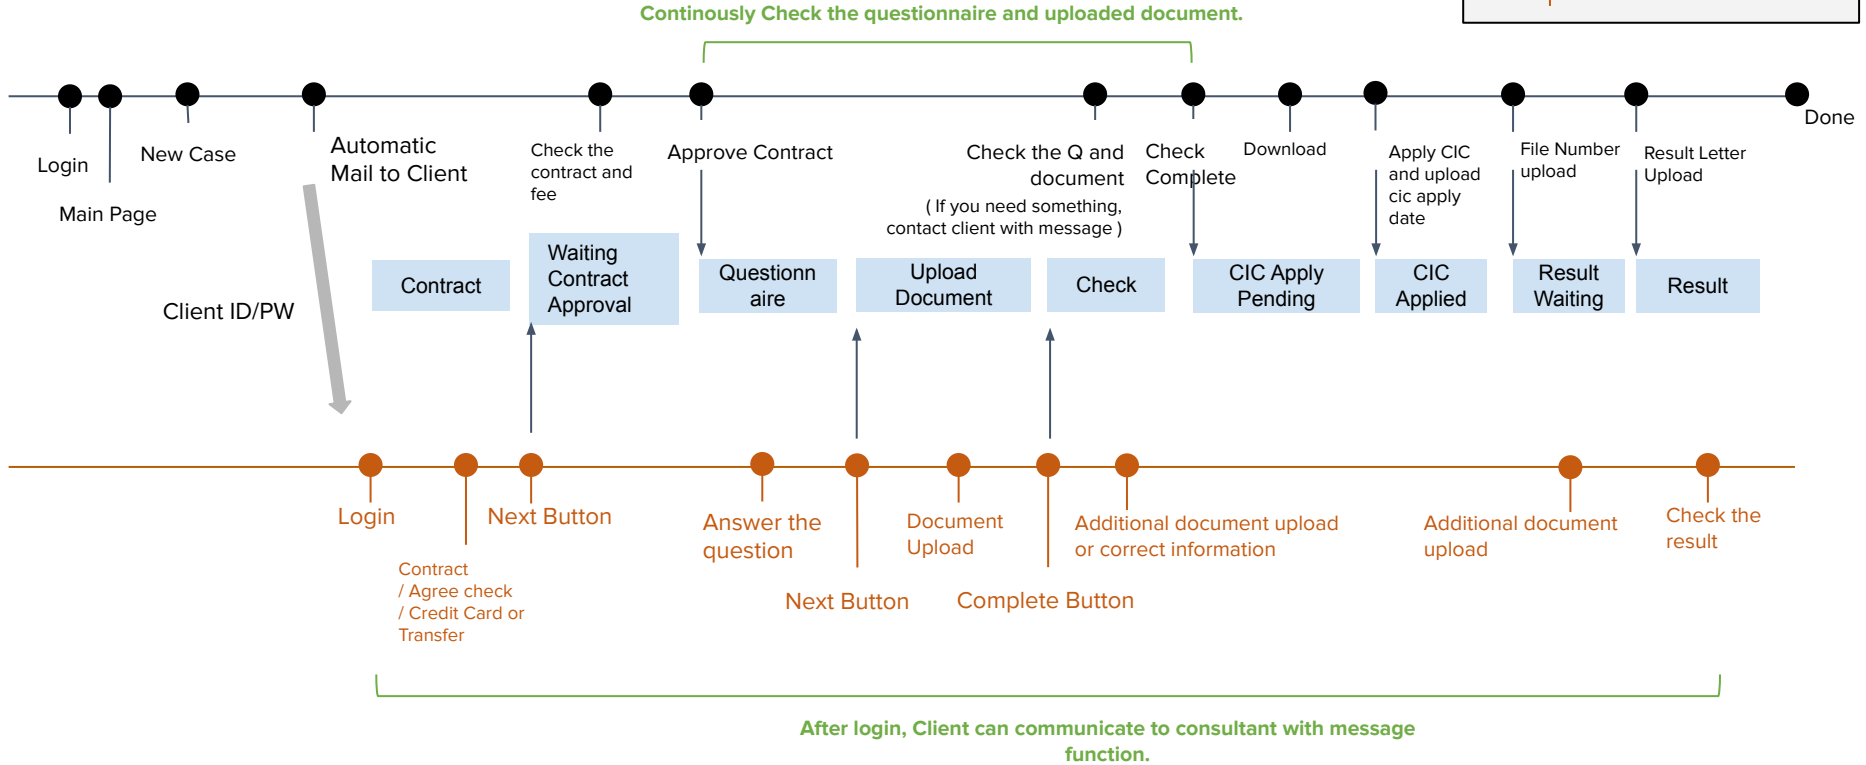 Continously Check the questionnaire and uploaded document.
Done
Login
New Case
Automatic
Mail to Client
Check the
contract and
fee
Approve Contract
Check the Q and
document
( If you need something,
contact client with message )
Check
Complete
Download
Apply CIC
and upload
cic apply
date
File Number
upload
Result Letter
Upload
Main Page
Client ID/PW
Contract
Waiting
Contract
Approval
Questionn
aire
Upload
Document
Check
CIC Apply
Pending
CIC
Applied
Result
Waiting
Result
Login
Next Button
Answer the
question
Document
Upload
Additional document upload
or correct information
Additional document
upload
Check the
result
Contract
/ Agree check
/ Credit Card or
Transfer
Next Button
Complete Button
After login, Client can communicate to consultant with message
function.